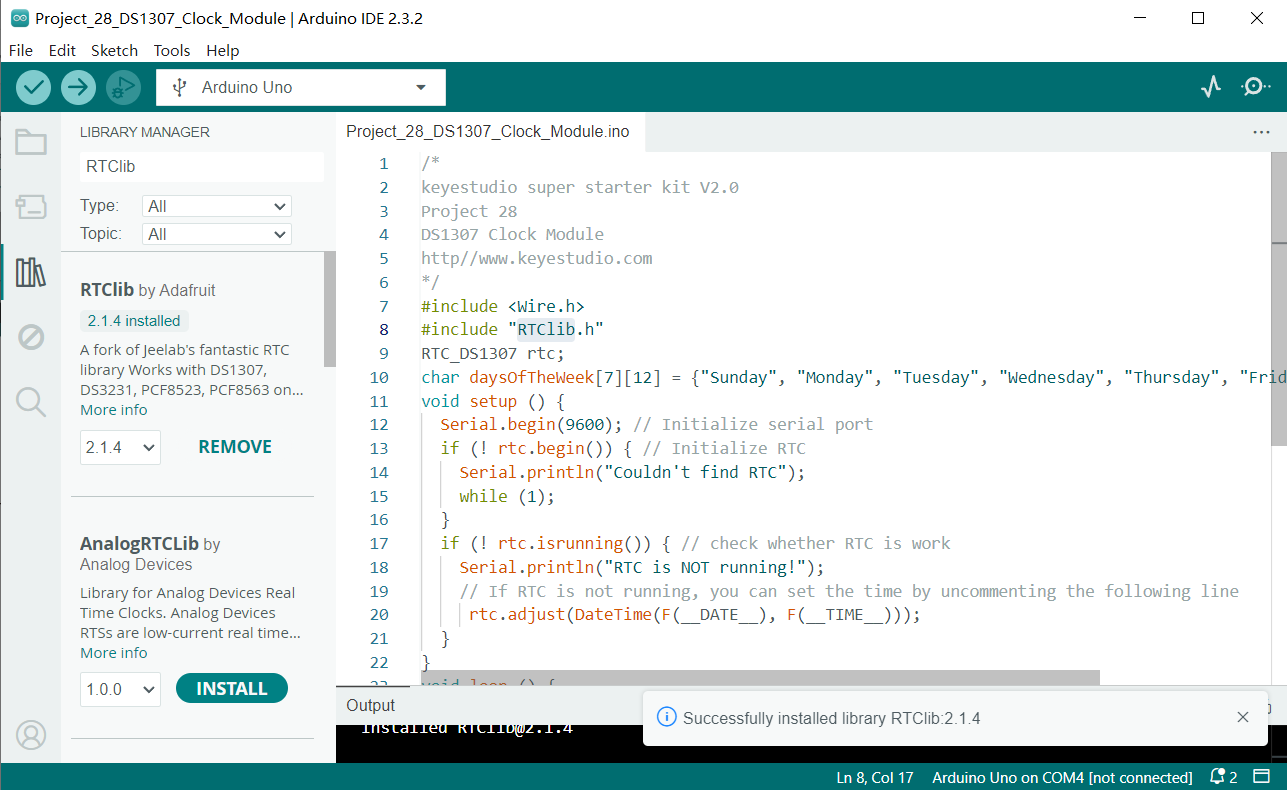 Project_28_DS1307_Clock_Module | Arduino IDE 2.3.2
File Edit Sketch Tools Help
Arduino Uno
LIBRARY MANAGER
RTClib
Type: All
Topic: All
RTClib by Adafruit
2.1.4 installed
A fork of Jeelab's fantastic RTC
library Works with DS1307,
DS3231, PCF8523, PCF8563 on...
More info
2.1.4 REMOVE
AnalogRTCLib by
Analog Devices
Library for Analog Devices Real
Time Clocks. Analog Devices
RTSs are low-current real time...
More info
1.0.0 INSTALL
Project_28_DS1307_Clock_Module.ino
1 /*
2 keyestudio super starter kit V2.0
3 Project 28
4 DS1307 Clock Module
5 http//www.keyestudio.com
6 */
7 #include <Wire.h>
8 #include "RTClib.h"
9 RTC_DS1307 rtc;
10 char daysOfTheWeek[7][12] = {"Sunday", "Monday", "Tuesday", "Wednesday", "Thursday", "Frid
11 void setup () {
12 Serial.begin(9600); // Initialize serial port
13 if (! rtc.begin()) { // Initialize RTC
14 Serial.println("Couldn't find RTC");
15 while (1);
16 }
17 if (! rtc.isrunning()) { // check whether RTC is work
18 Serial.println("RTC is NOT running!");
19 // If RTC is not running, you can set the time by uncommenting the following line
20 rtc.adjust(DateTime(F(__DATE__), F(__TIME__)));
21 }
22 }
23 void loop () {
Output
Installed RTClib@2.1.4
Successfully installed library RTClib:2.1.4
Ln 8, Col 17 Arduino Uno on COM4 [not connected] 2